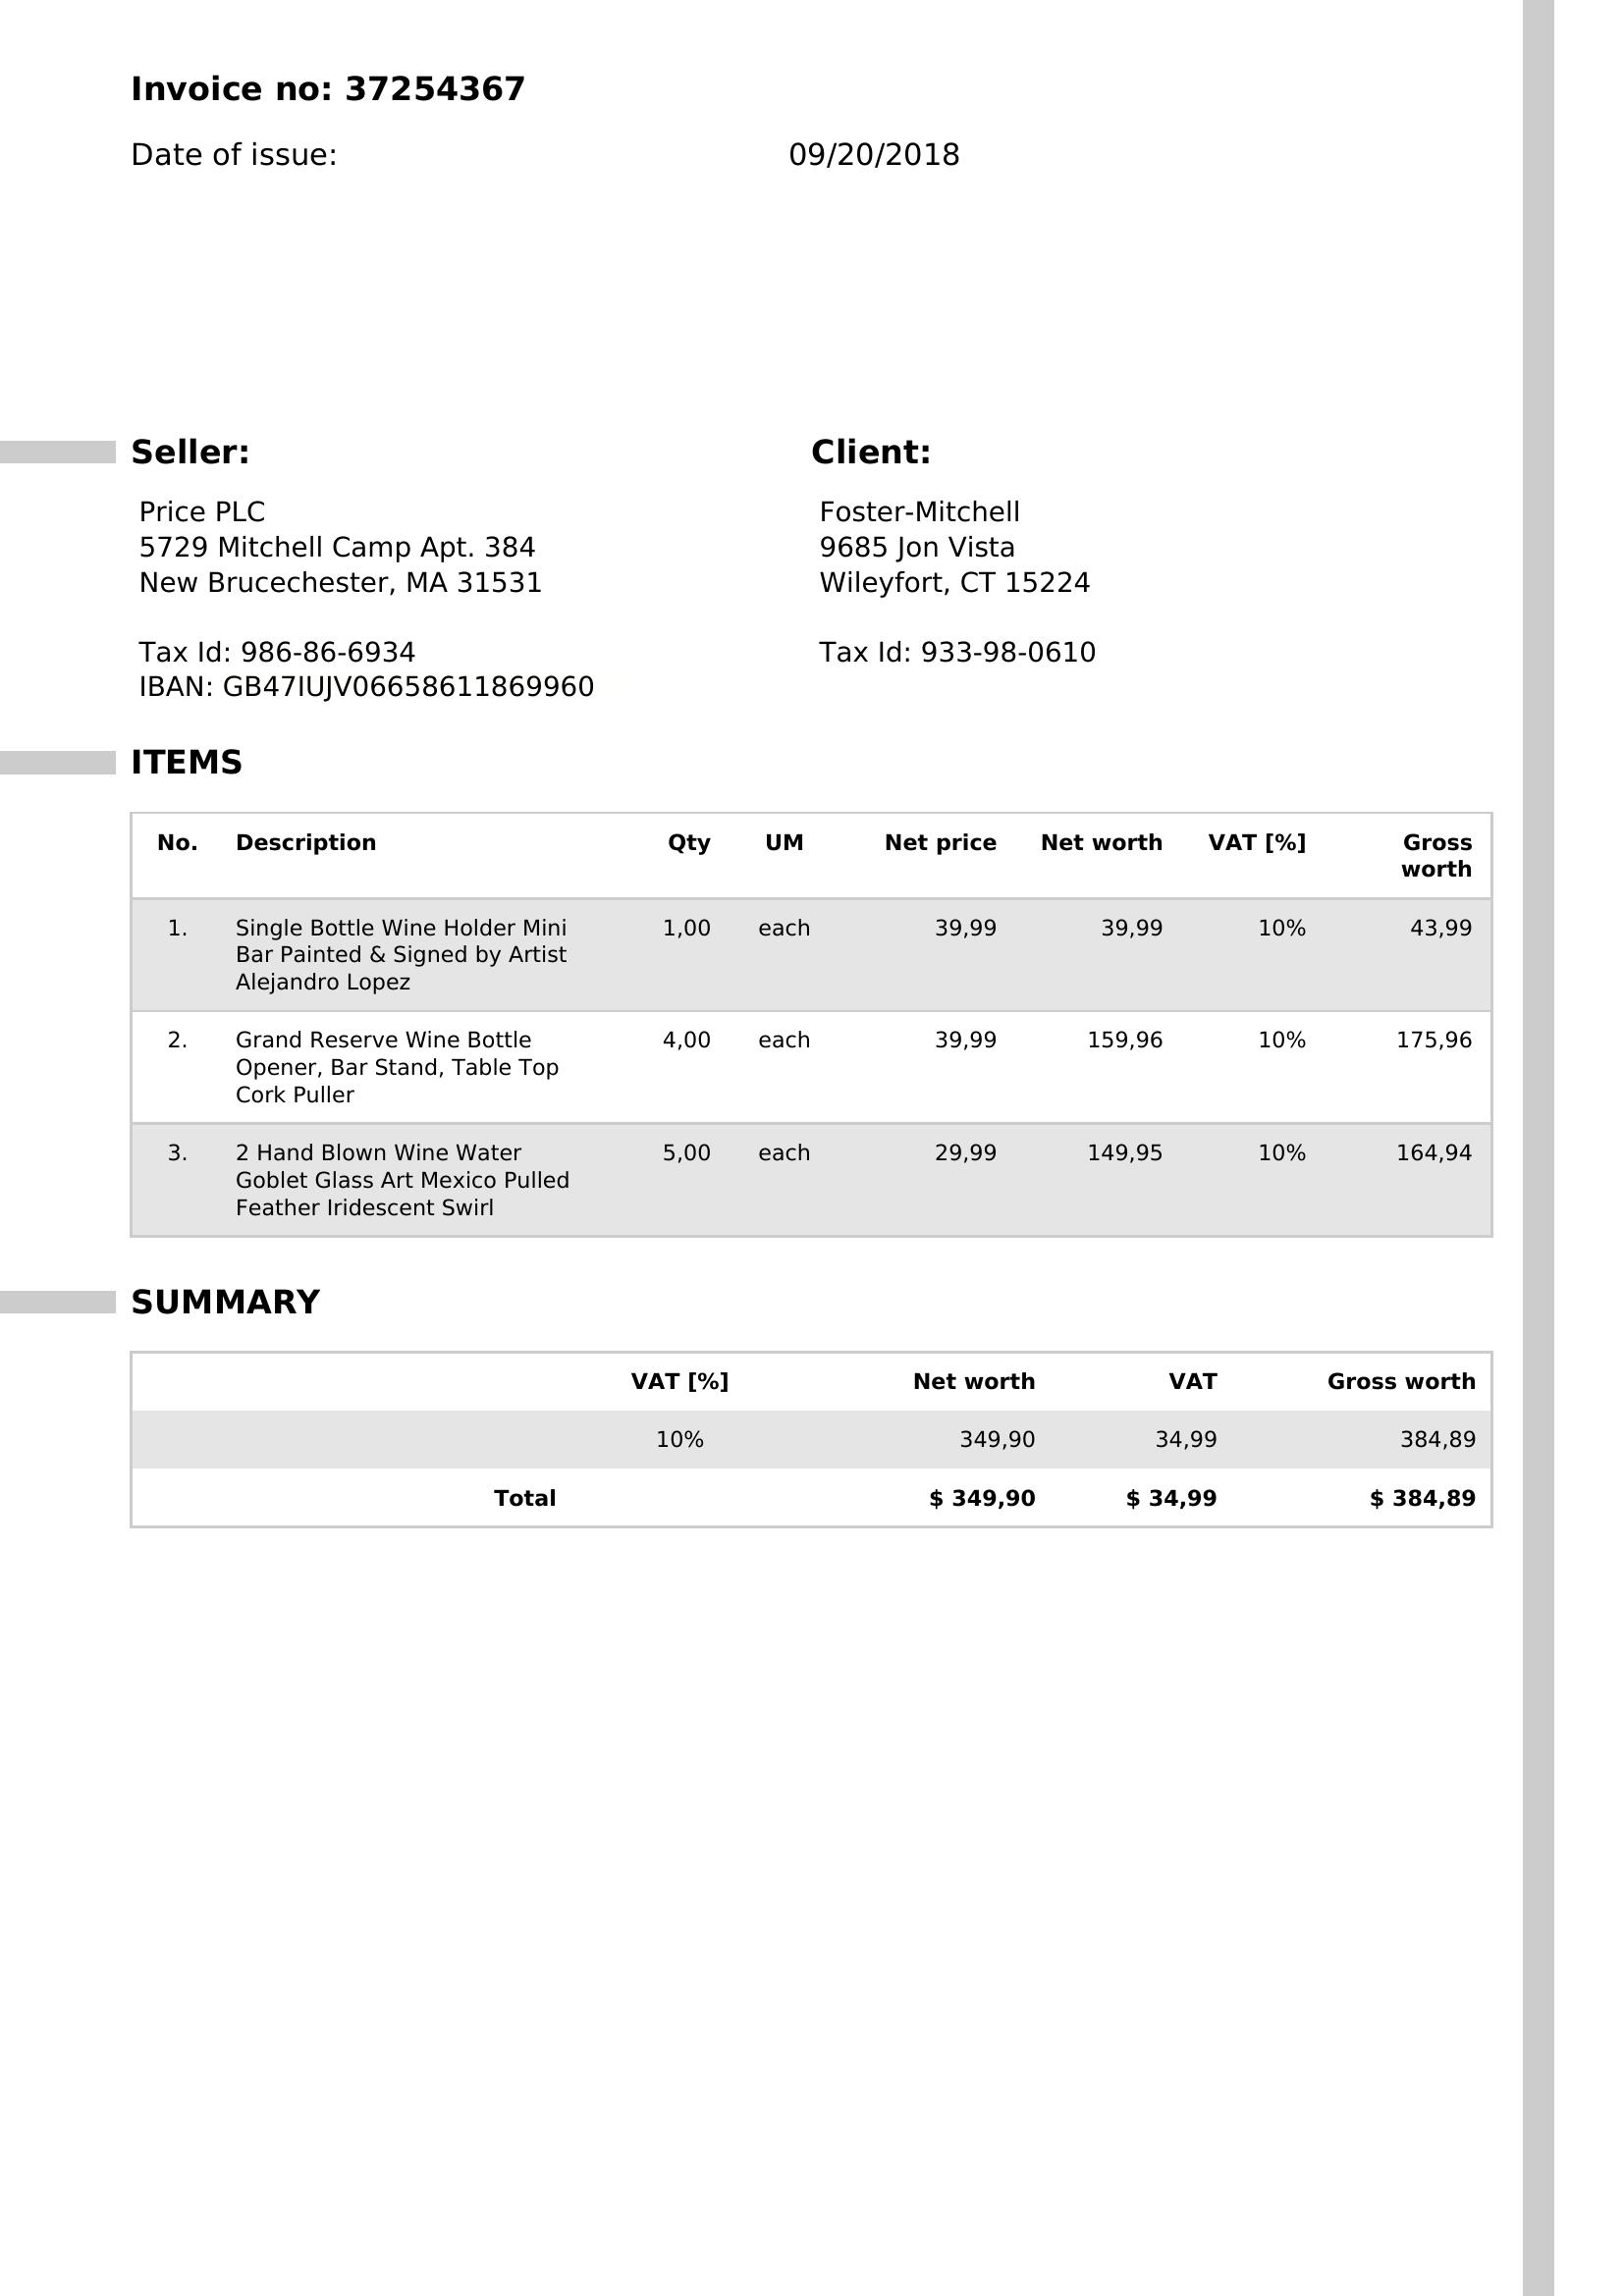 Invoice no: 37254367
Date of issue: 09/20/2018
Seller: Client:
Price PLC Foster-Mitchell
5729 Mitchell Camp Apt. 384 9685 Jon Vista
New Brucechester, MA 31531 Wileyfort, CT 15224
Tax Id: 986-86-6934 Tax Id: 933-98-0610
IBAN: GB47IUJV06658611869960
ITEMS
No. Description Qty UM Net price Net worth VAT [%] Gross
worth
1. Single Bottle Wine Holder Mini 1,00 each 39,99 39,99 10% 43,99
Bar Painted & Signed by Artist
Alejandro Lopez
2. Grand Reserve Wine Bottle 4,00 each 39,99 159,96 10% 175,96
Opener, Bar Stand, Table Top
Cork Puller
3. 2 Hand Blown Wine Water 5,00 each 29,99 149,95 10% 164,94
Goblet Glass Art Mexico Pulled
Feather Iridescent Swirl
SUMMARY
VAT [%] Net worth VAT Gross worth
10% 349,90 34,99 384,89
Total $ 349,90 $ 34,99 $ 384,89